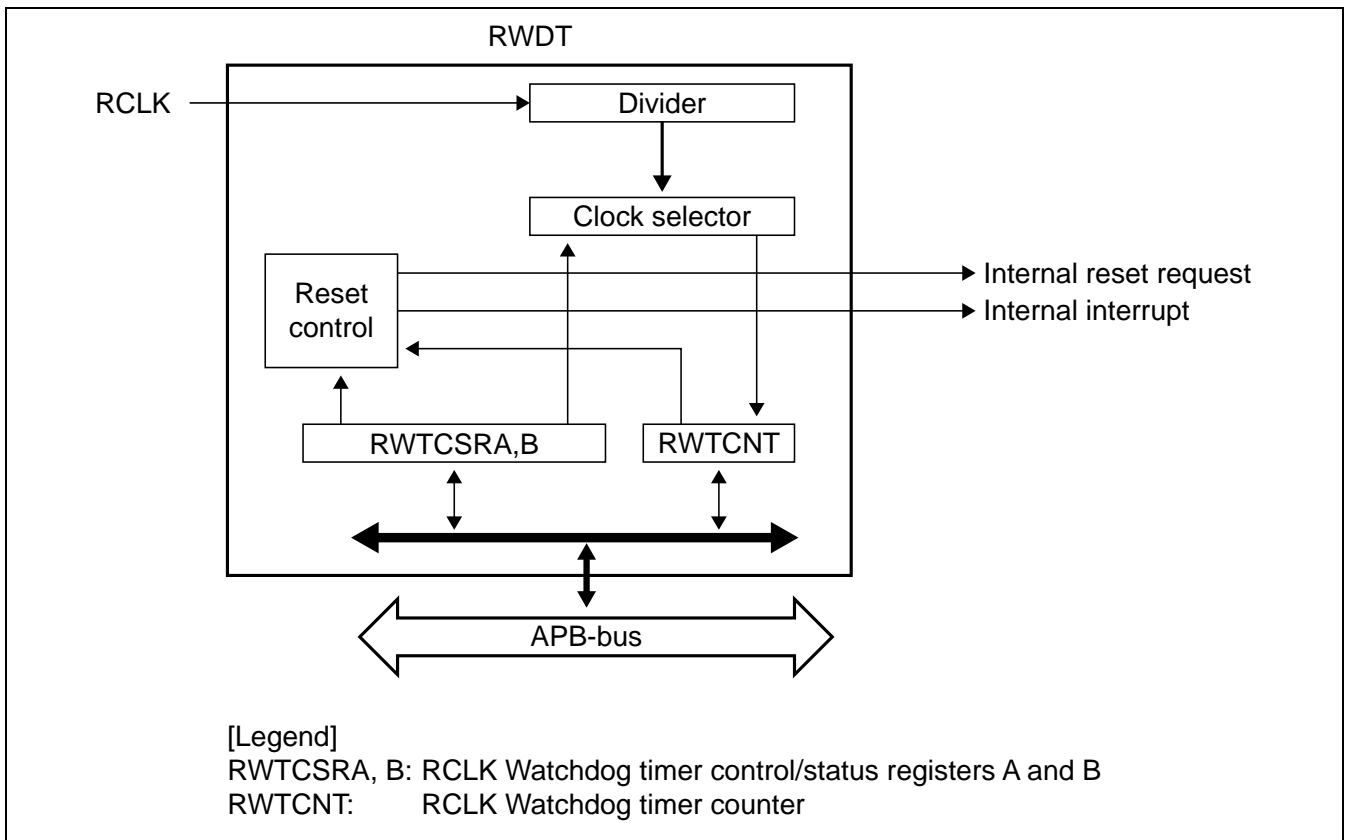 RWDT
RCLK
Divider
Clock selector
Reset
control
Internal reset request
Internal interrupt
RWTCSRA,B
RWTCNT
APB-bus
[Legend]
RWTCSRA, B: RCLK Watchdog timer control/status registers A and B
RWTCNT: RCLK Watchdog timer counter